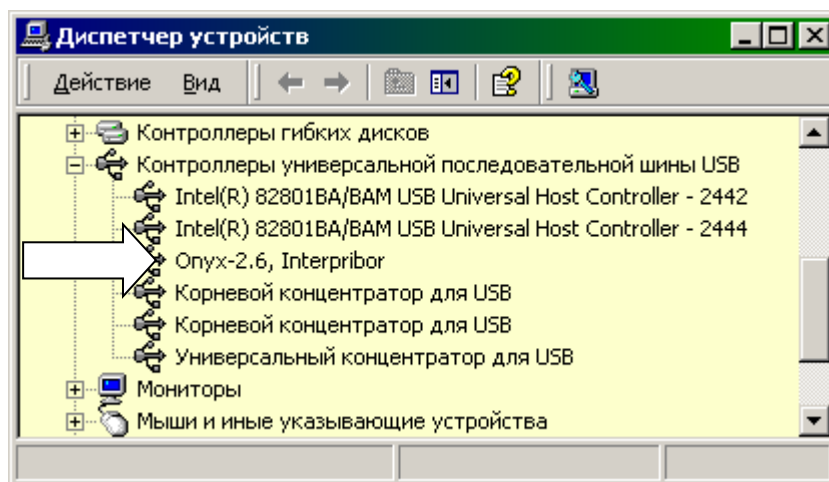 Диспетчер устройств
Действие Вид
Контроллеры гибких дисков
Контроллеры универсальной последовательной шины USB
Intel(R) 82801BA/BAM USB Universal Host Controller - 2442
Intel(R) 82801BA/BAM USB Universal Host Controller - 2444
Onyx-2.6, Interpribor
Корневой концентратор для USB
Корневой концентратор для USB
Универсальный концентратор для USB
Мониторы
Мыши и иные указывающие устройства